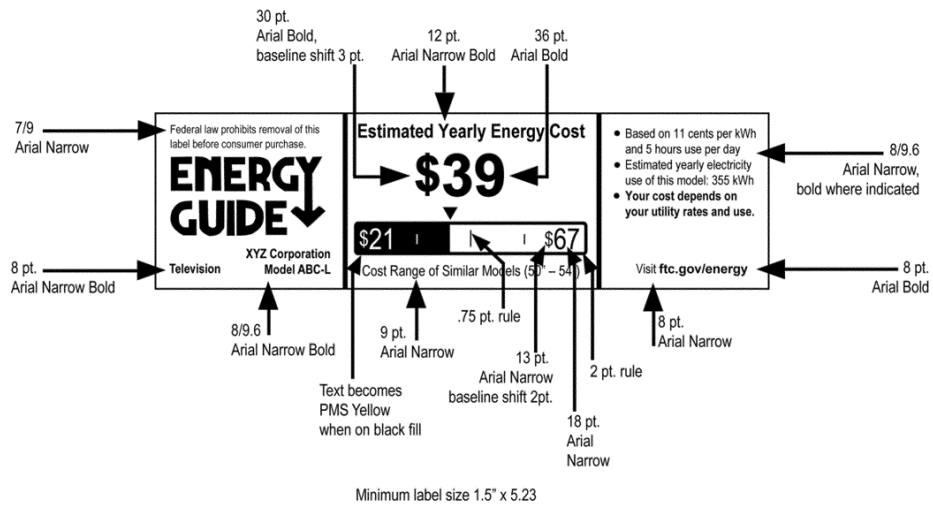 30 pt.
Arial Bold,
baseline shift 3 pt.
12 pt.
Arial Narrow Bold
36 pt.
Arial Bold
7/9
Arial Narrow
Federal law prohibits removal of this
label before consumer purchase.
ENERGY
GUIDE
XYZ Corporation
Television
Model ABC-L
Estimated Yearly Energy Cost
$39
$21
$67
Cost Range of Similar Models (50" – 54")
● Based on 11 cents per kWh
and 5 hours use per day
● Estimated yearly electricity
use of this model: 355 kWh
● Your cost depends on
your utility rates and use.
Visit ftc.gov/energy
8/9.6
Arial Narrow,
bold where indicated
8 pt.
Arial Narrow Bold
8 pt.
Arial Bold
8/9.6
Arial Narrow Bold
9 pt.
Arial Narrow
.75 pt. rule
8 pt.
Arial Narrow
13 pt.
Arial Narrow
baseline shift 2pt.
2 pt. rule
Text becomes
PMS Yellow
when on black fill
18 pt.
Arial
Narrow
Minimum label size 1.5” x 5.23